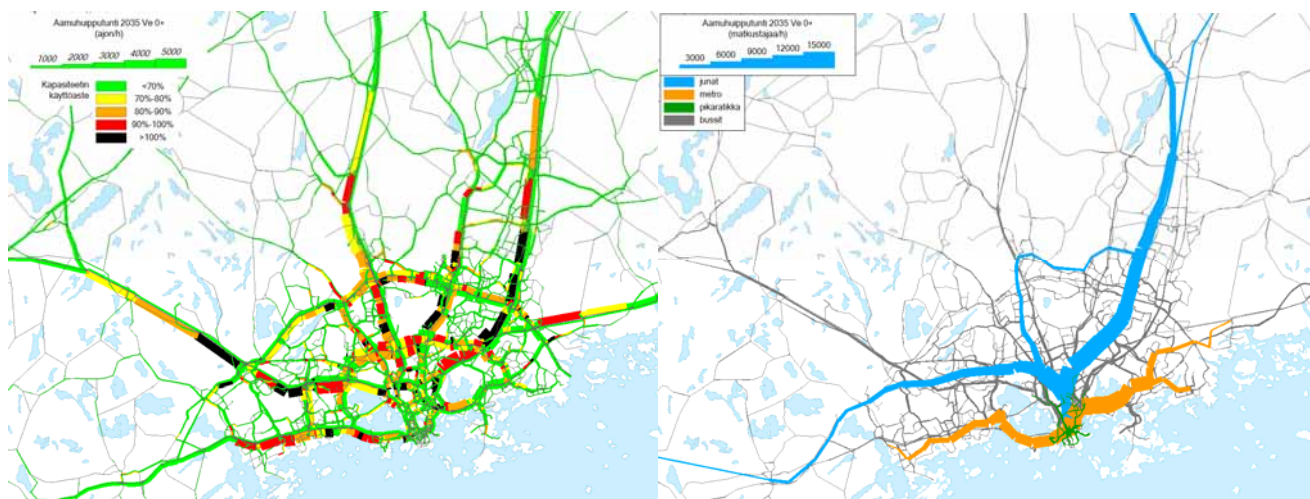 Aamuhuipputunti 2035 Ve 0+
(ajon/h)
1000 2000 3000 4000 5000
Kapasiteetin
käyttöaste
<70%
70%-80%
80%-90%
90%-100%
>100%
Aamuhuipputunti 2035 Ve 0+
(matkustajaa/h)
3000 6000 9000 12000 15000
junat
metro
pikaratikka
bussit